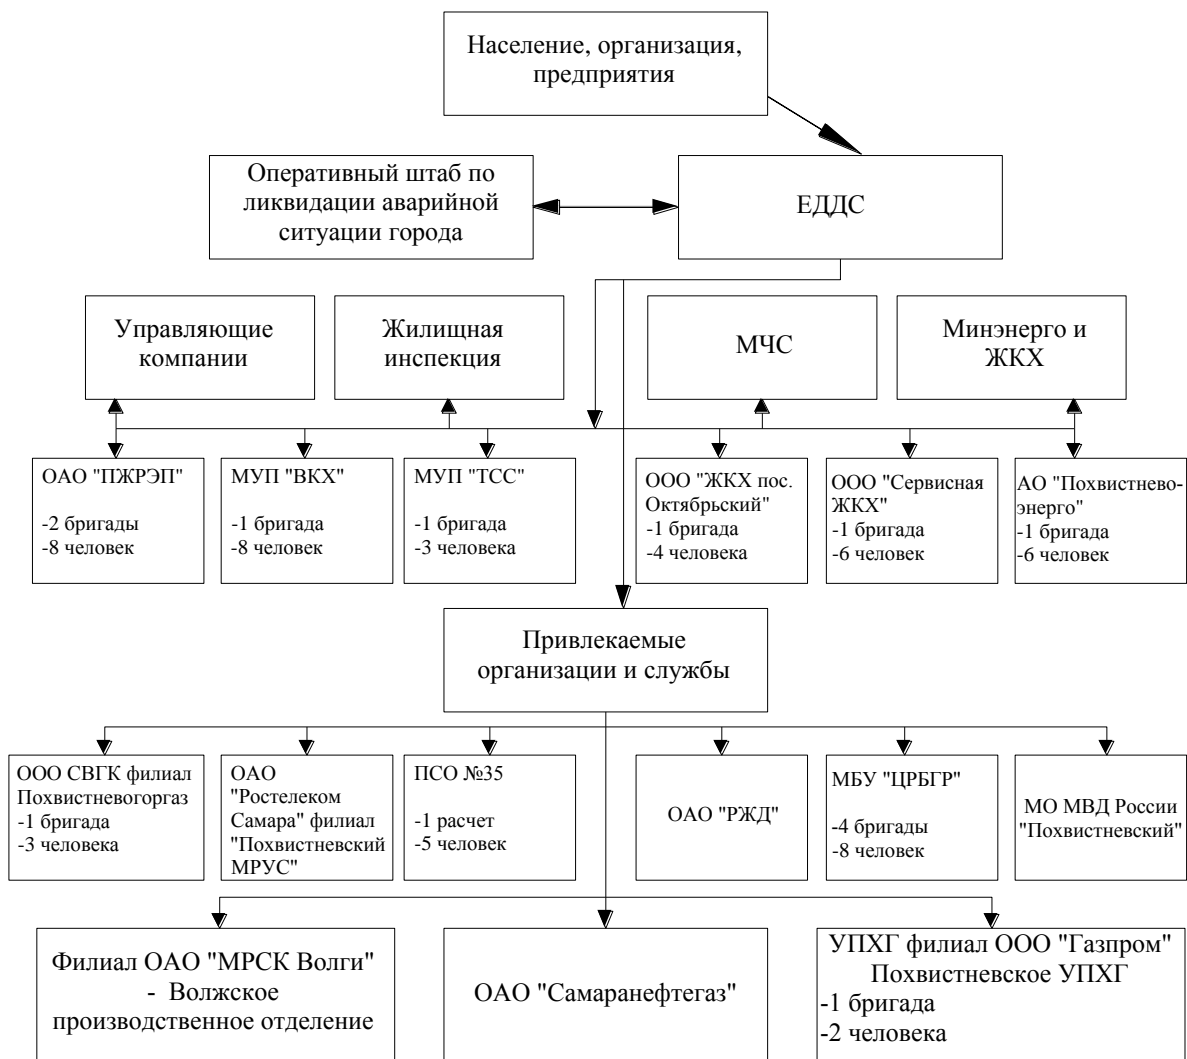 Население, организация,
предприятия
Оперативный штаб по
ликвидации аварийной
ситуации города
ЕДДС
Управляющие
компании
Жилищная
инспекция
МЧС
Минэнерго и
ЖКХ
ОАО "ПЖРЭП"
-2 бригады
-8 человек
МУП "ВКХ"
-1 бригада
-8 человек
МУП "ТСС"
-1 бригада
-3 человека
ООО "ЖКХ пос.
Октябрьский"
-1 бригада
-4 человека
ООО "Сервисная
ЖКХ"
-1 бригада
-6 человек
АО "Похвистнево-
энерго"
-1 бригада
-6 человек
Привлекаемые
организации и службы
ООО СВГК филиал
Похвистневогоргаз
-1 бригада
-3 человека
ОАО
"Ростелеком
Самара" филиал
"Похвистневский
МРУС"
ПСО №35
-1 расчет
-5 человек
ОАО "РЖД"
МБУ "ЦРБГР"
-4 бригады
-8 человек
МО МВД России
"Похвистневский"
Филиал ОАО "МРСК Волги"
- Волжское
производственное отделение
ОАО "Самаранефтегаз"
УПХГ филиал ООО "Газпром"
Похвистневское УПХГ
-1 бригада
-2 человека